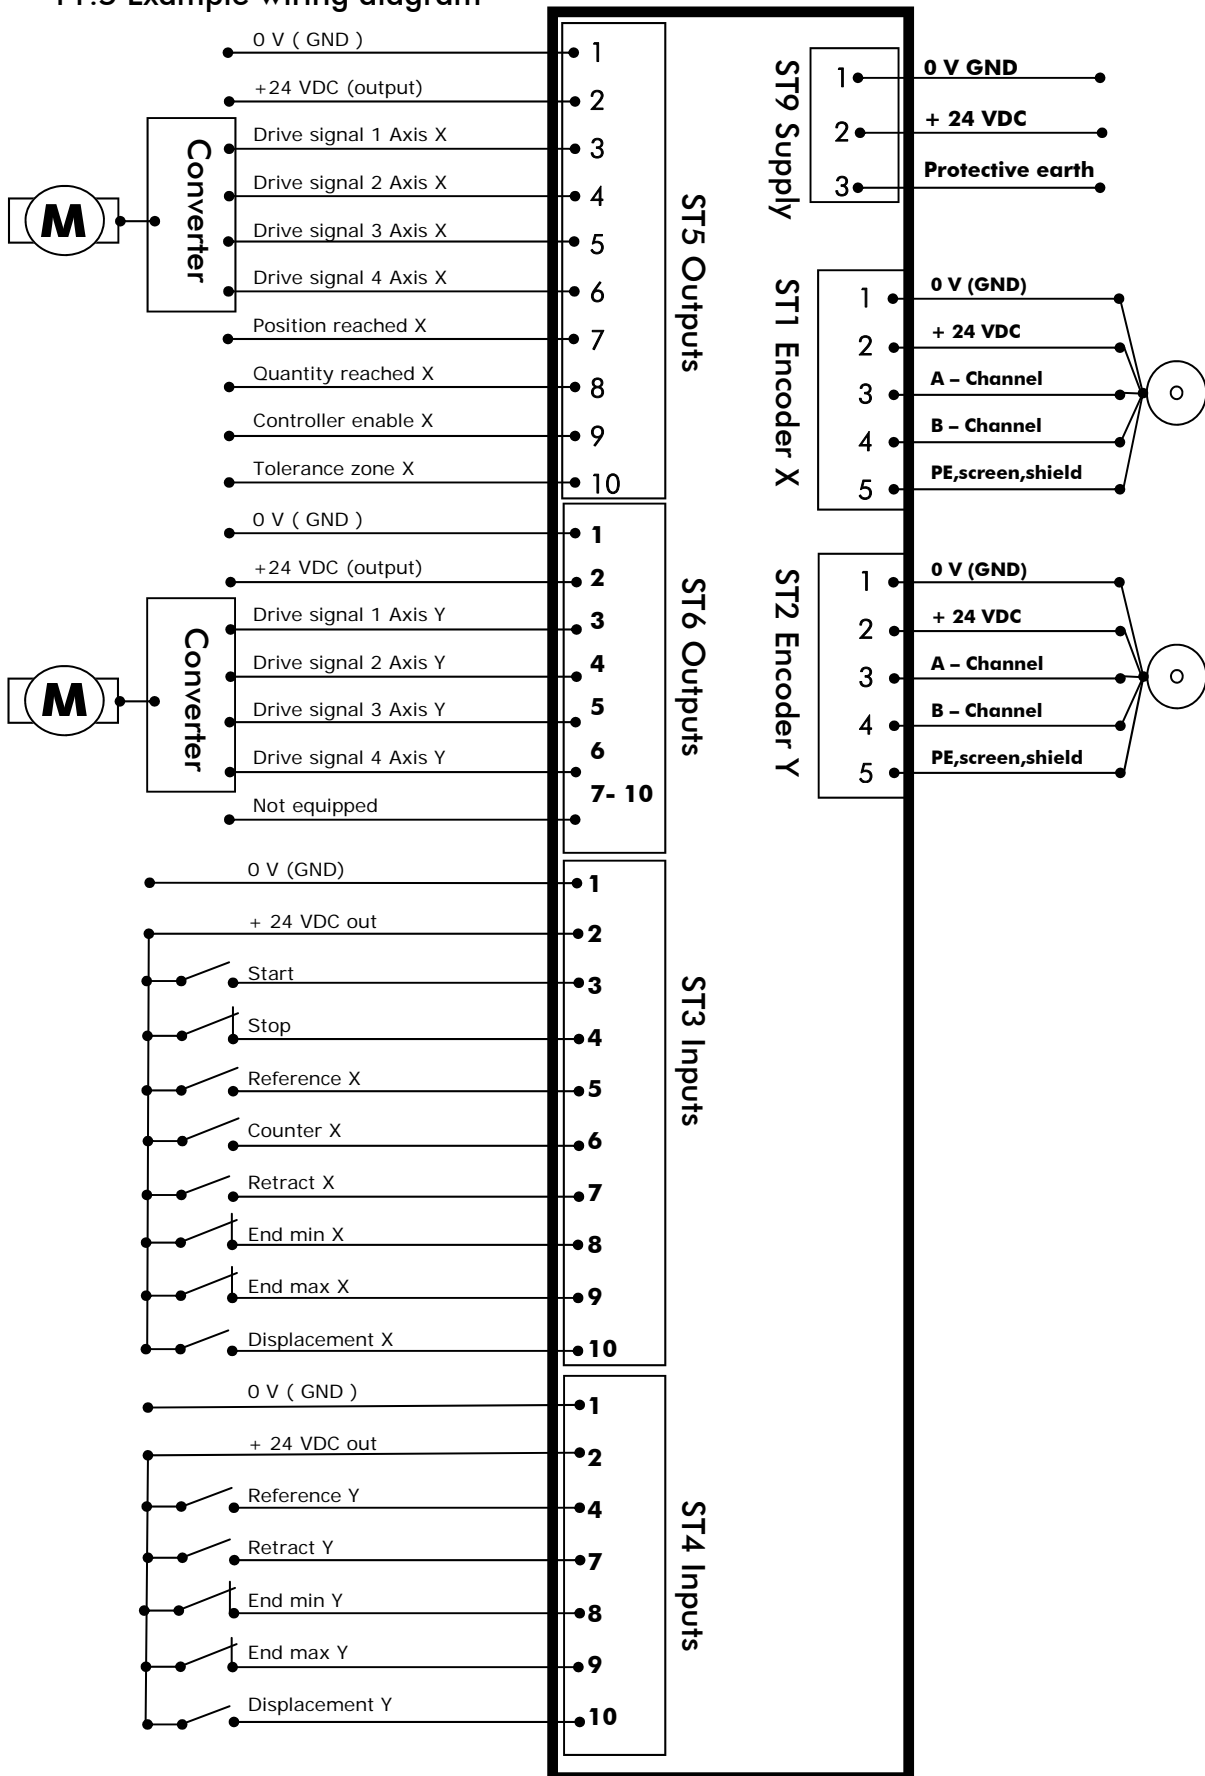 0 V ( GND )
1
+24 VDC (output)
2
Drive signal 1 Axis X
3
Drive signal 2 Axis X
4
Drive signal 3 Axis X
5
Drive signal 4 Axis X
6
Position reached X
7
Quantity reached X
8
Controller enable X
9
Tolerance zone X
10
Converter
M
ST5 Outputs
0 V ( GND )
1
+24 VDC (output)
2
Drive signal 1 Axis Y
3
Drive signal 2 Axis Y
4
Drive signal 3 Axis Y
5
Drive signal 4 Axis Y
6
Not equipped
7- 10
Converter
M
ST6 Outputs
0 V (GND)
1
+ 24 VDC out
2
Start
3
Stop
4
Reference X
5
Counter X
6
Retract X
7
End min X
8
End max X
9
Displacement X
10
ST3 Inputs
0 V ( GND )
1
+ 24 VDC out
2
Reference Y
4
Retract Y
7
End min Y
8
End max Y
9
Displacement Y
10
ST4 Inputs
ST9 Supply
1
0 V GND
2
+ 24 VDC
3
Protective earth
ST1 Encoder X
1
0 V (GND)
2
+ 24 VDC
3
A – Channel
4
B – Channel
5
PE,screen,shield
ST2 Encoder Y
1
0 V (GND)
2
+ 24 VDC
3
A – Channel
4
B – Channel
5
PE,screen,shield